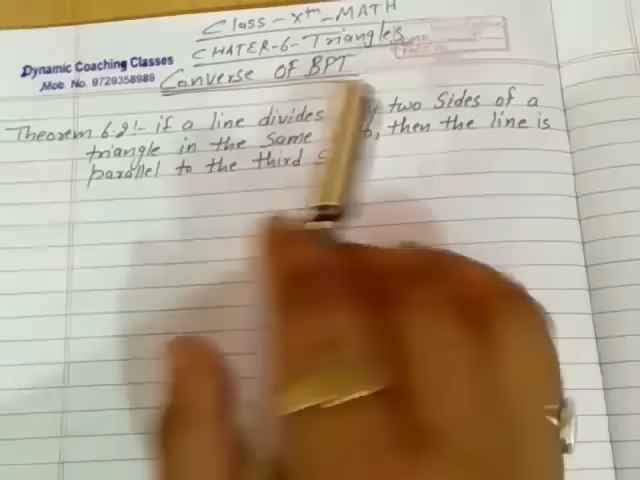 Class - Xth - MATH
CHATER-6- Triangles
Dynamic Coaching Classes
Mob. No. 9729358989
Converse OF BPT
Theorem 6.2!- if a line divides two Sides of a
triangle in the Same then the line is
parallel to the third